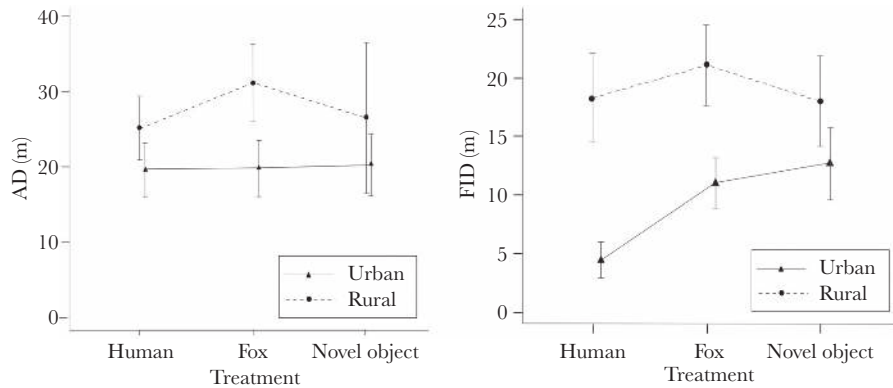 40
30
20
10
0
AD (m)
Human Fox Novel object
Treatment
Urban
Rural
25
20
15
10
5
0
FID (m)
Human Fox Novel object
Treatment
Urban
Rural